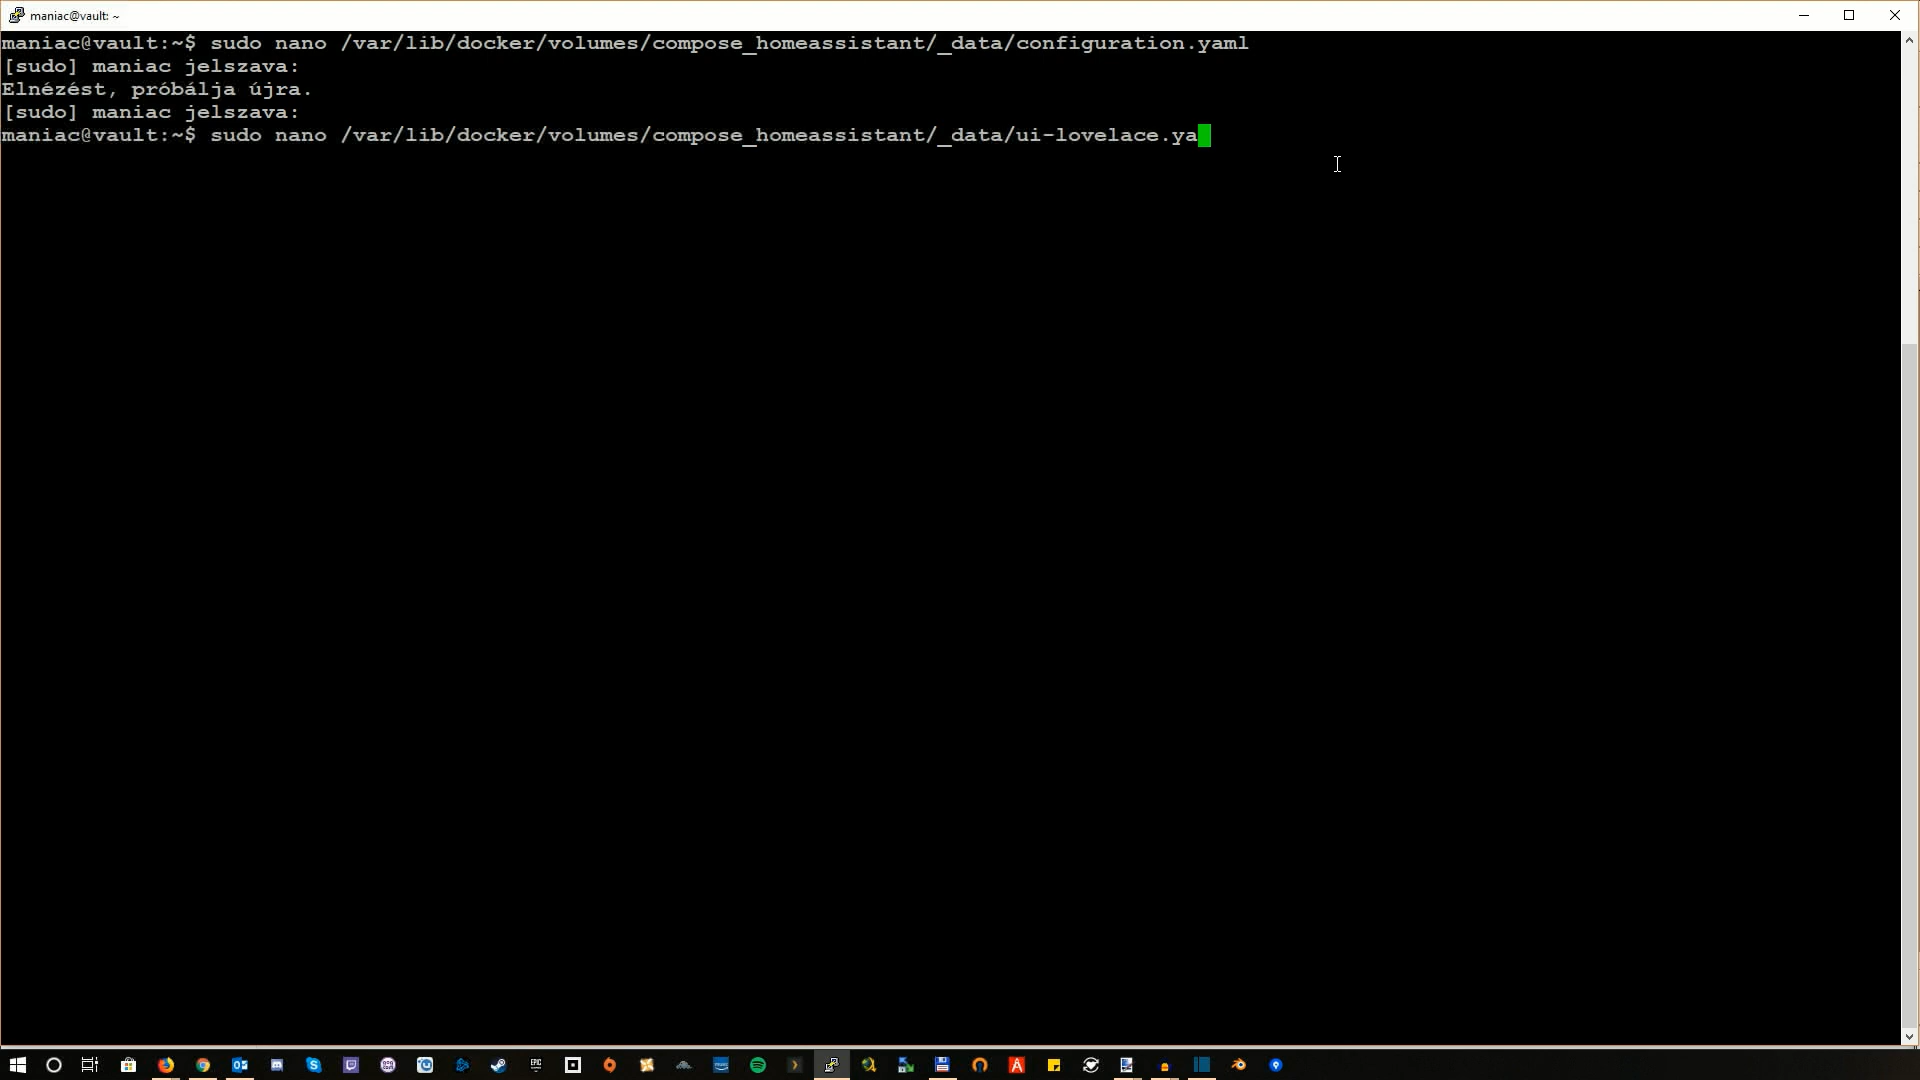 maniac@vault: ~
maniac@vault:~$ sudo nano /var/lib/docker/volumes/compose_homeassistant/_data/configuration.yaml
[sudo] maniac jelszava:
Elnézést, próbálja újra.
[sudo] maniac jelszava:
maniac@vault:~$ sudo nano /var/lib/docker/volumes/compose_homeassistant/_data/ui-lovelace.ya